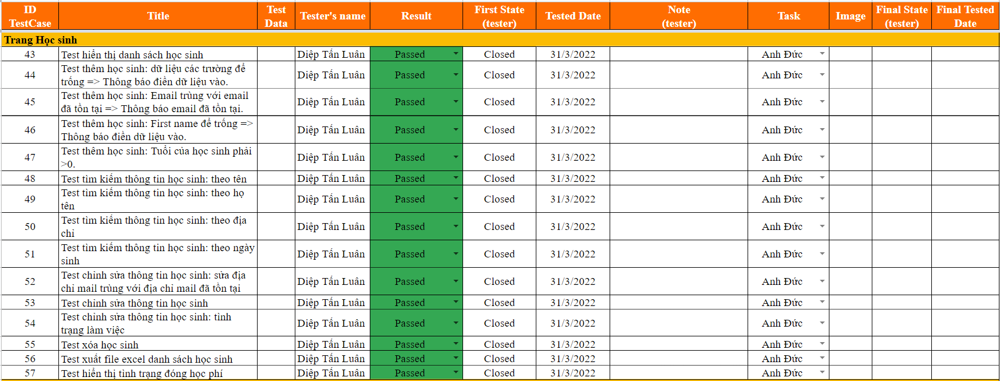 ID TestCase Title Test Data Tester's name Result First State (tester) Tested Date Note (tester) Task Image Final State (tester) Final Tested Date
Trang Học sinh
43 Test hiển thị danh sách học sinh Diệp Tấn Luân Passed Closed 31/3/2022 Anh Đức
44 Test thêm học sinh: dữ liệu các trường để trống => Thông báo điền dữ liệu vào. Diệp Tấn Luân Passed Closed 31/3/2022 Anh Đức
45 Test thêm học sinh: Email trùng với email đã tồn tại => Thông báo email đã tồn tại. Diệp Tấn Luân Passed Closed 31/3/2022 Anh Đức
46 Test thêm học sinh: First name để trống => Thông báo điền dữ liệu vào. Diệp Tấn Luân Passed Closed 31/3/2022 Anh Đức
47 Test thêm học sinh: Tuổi của học sinh phải >0. Diệp Tấn Luân Passed Closed 31/3/2022 Anh Đức
48 Test tìm kiếm thông tin học sinh: theo tên Diệp Tấn Luân Passed Closed 31/3/2022 Anh Đức
49 Test tìm kiếm thông tin học sinh: theo họ tên Diệp Tấn Luân Passed Closed 31/3/2022 Anh Đức
50 Test tìm kiếm thông tin học sinh: theo địa chỉ Diệp Tấn Luân Passed Closed 31/3/2022 Anh Đức
51 Test tìm kiếm thông tin học sinh: theo ngày sinh Diệp Tấn Luân Passed Closed 31/3/2022 Anh Đức
52 Test chỉnh sửa thông tin học sinh: sửa địa chỉ mail trùng với địa chỉ mail đã tồn tại Diệp Tấn Luân Passed Closed 31/3/2022 Anh Đức
53 Test chỉnh sửa thông tin học sinh Diệp Tấn Luân Passed Closed 31/3/2022 Anh Đức
54 Test chỉnh sửa thông tin học sinh: tình trạng làm việc Diệp Tấn Luân Passed Closed 31/3/2022 Anh Đức
55 Test xóa học sinh Diệp Tấn Luân Passed Closed 31/3/2022 Anh Đức
56 Test xuất file excel danh sách học sinh Diệp Tấn Luân Passed Closed 31/3/2022 Anh Đức
57 Test hiển thị tình trạng đóng học phí Diệp Tấn Luân Passed Closed 31/3/2022 Anh Đức